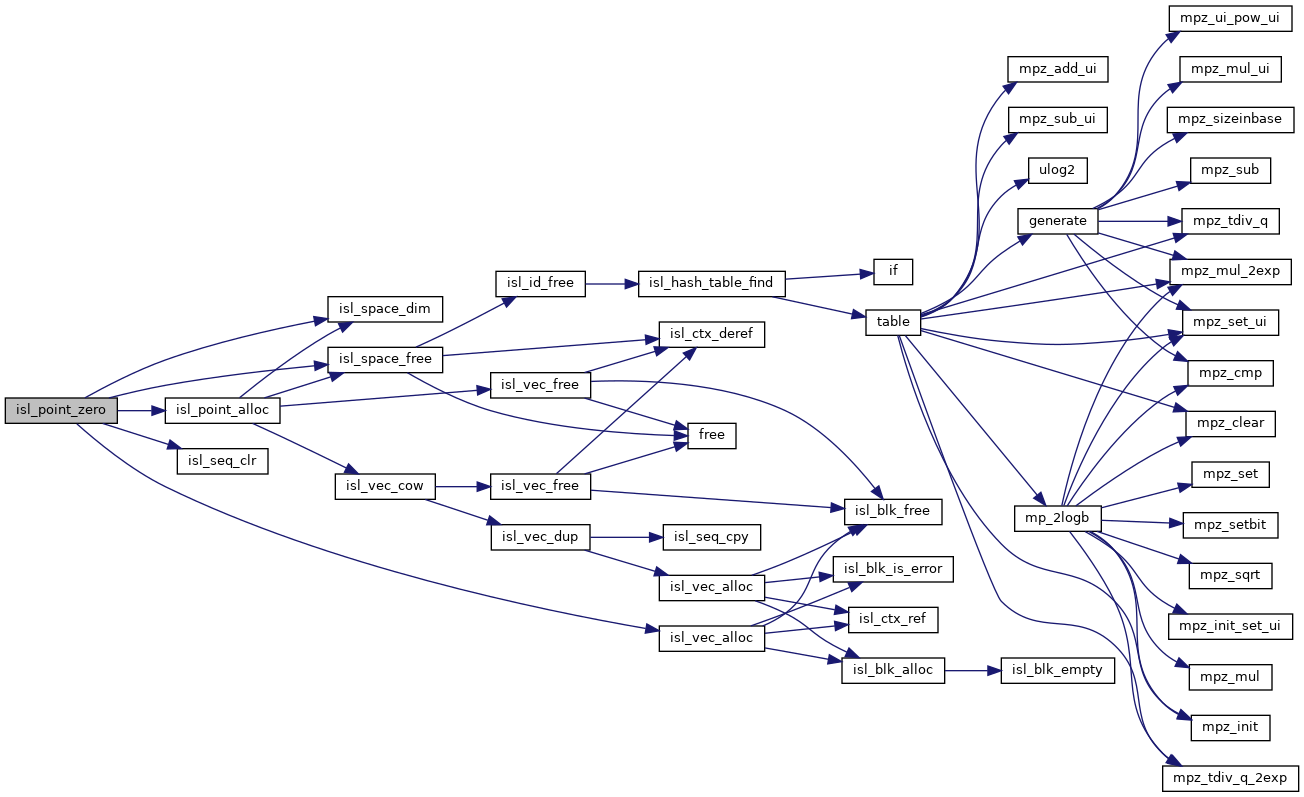 isl_point_zero
isl_space_dim
isl_space_free
isl_point_alloc
isl_seq_clr
isl_vec_cow
isl_id_free
isl_vec_free
isl_vec_free
isl_vec_dup
isl_hash_table_find
isl_ctx_deref
free
isl_seq_cpy
isl_vec_alloc
isl_vec_alloc
if
table
isl_blk_free
isl_blk_is_error
isl_ctx_ref
isl_blk_alloc
mpz_add_ui
mpz_sub_ui
ulog2
generate
mp_2logb
isl_blk_empty
mpz_ui_pow_ui
mpz_mul_ui
mpz_sizeinbase
mpz_sub
mpz_tdiv_q
mpz_mul_2exp
mpz_set_ui
mpz_cmp
mpz_clear
mpz_set
mpz_setbit
mpz_sqrt
mpz_init_set_ui
mpz_mul
mpz_init
mpz_tdiv_q_2exp